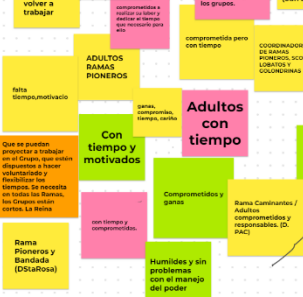 volver a
trabajar
comprometidas a
realizar su labor y
dedicar el tiempo
que necesario para
ello
los grupos.
comprometida pero
con tiempo
COORDINADOR
DE RAMAS
PIONEROS, SCO
LOBATOS Y
GOLONDRINAS
ADULTOS
RAMAS
PIONEROS
falta
tiempo,motivacio
ganas,
compromiso,
tiempo, cariño
Adultos
con
tiempo
Con
tiempo y
motivados
Que se puedan
proyectar a trabajar
en el Grupo, que estén
dispuestos a hacer
voluntariado y
flexibilizar los
tiempos. Se necesita
en todas las Ramas,
los Grupos están
cortos. La Reina
Comprometidos y
ganas
Rama Caminantes /
Adultos
comprometidos y
responsables. (D.
PAC)
con tiempo y
comprometidos.
Rama
Pioneros y
Bandada
(DStaRosa)
Humildes y sin
problemas
con el manejo
del poder